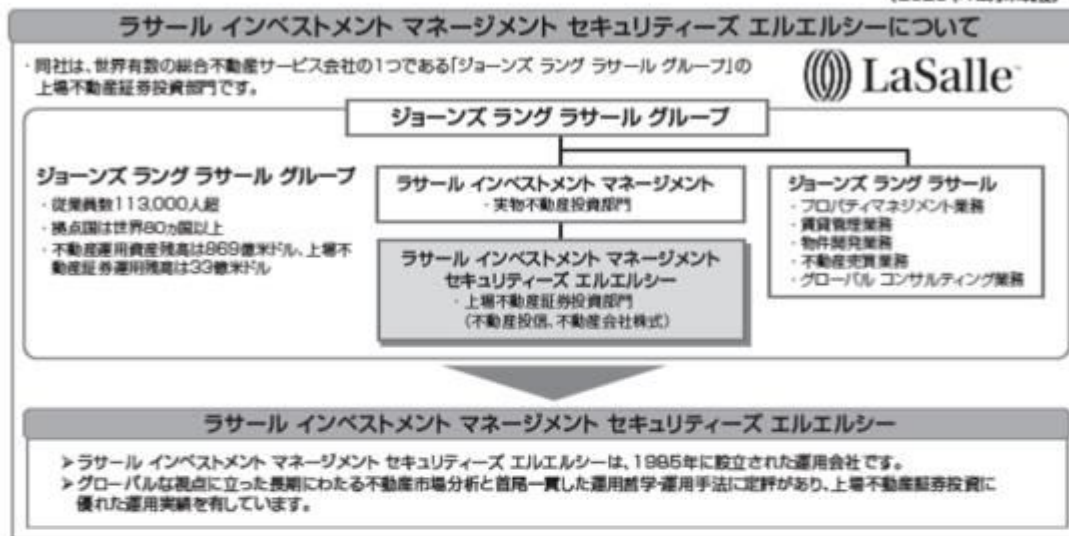 ラサール インベストメント マネージメント セキュリティーズ エルエルシーについて
・同社は、世界有数の総合不動産サービス会社の1つである「ジョーンズ ラング ラサール グループ」の
上場不動産証券投資部門です。
LaSalle™
ジョーンズ ラング ラサール グループ
ジョーンズ ラング ラサール グループ
・従業員数113,000人超
・拠点国は世界80ヵ国以上
・不動産運用資産残高は869億米ドル、上場不
動産証券運用残高は33億米ドル
ラサール インベストメント マネージメント
・実物不動産投資部門
ラサール インベストメント マネージメント
セキュリティーズ エルエルシー
・上場不動産証券投資部門
(不動産投信、不動産会社株式)
ジョーンズ ラング ラサール
・プロパティマネジメント業務
・賃貸管理業務
・物件開発業務
・不動産売買業務
・グローバル コンサルティング業務
ラサール インベストメント マネージメント セキュリティーズ エルエルシー
➢ラサール インベストメント マネージメント セキュリティーズ エルエルシーは、1985年に設立された運用会社です。
➢グローバルな視点に立った長期にわたる不動産市場分析と首尾一貫した運用哲学・運用手法に定評があり、上場不動産証券投資に
優れた運用実績を有しています。